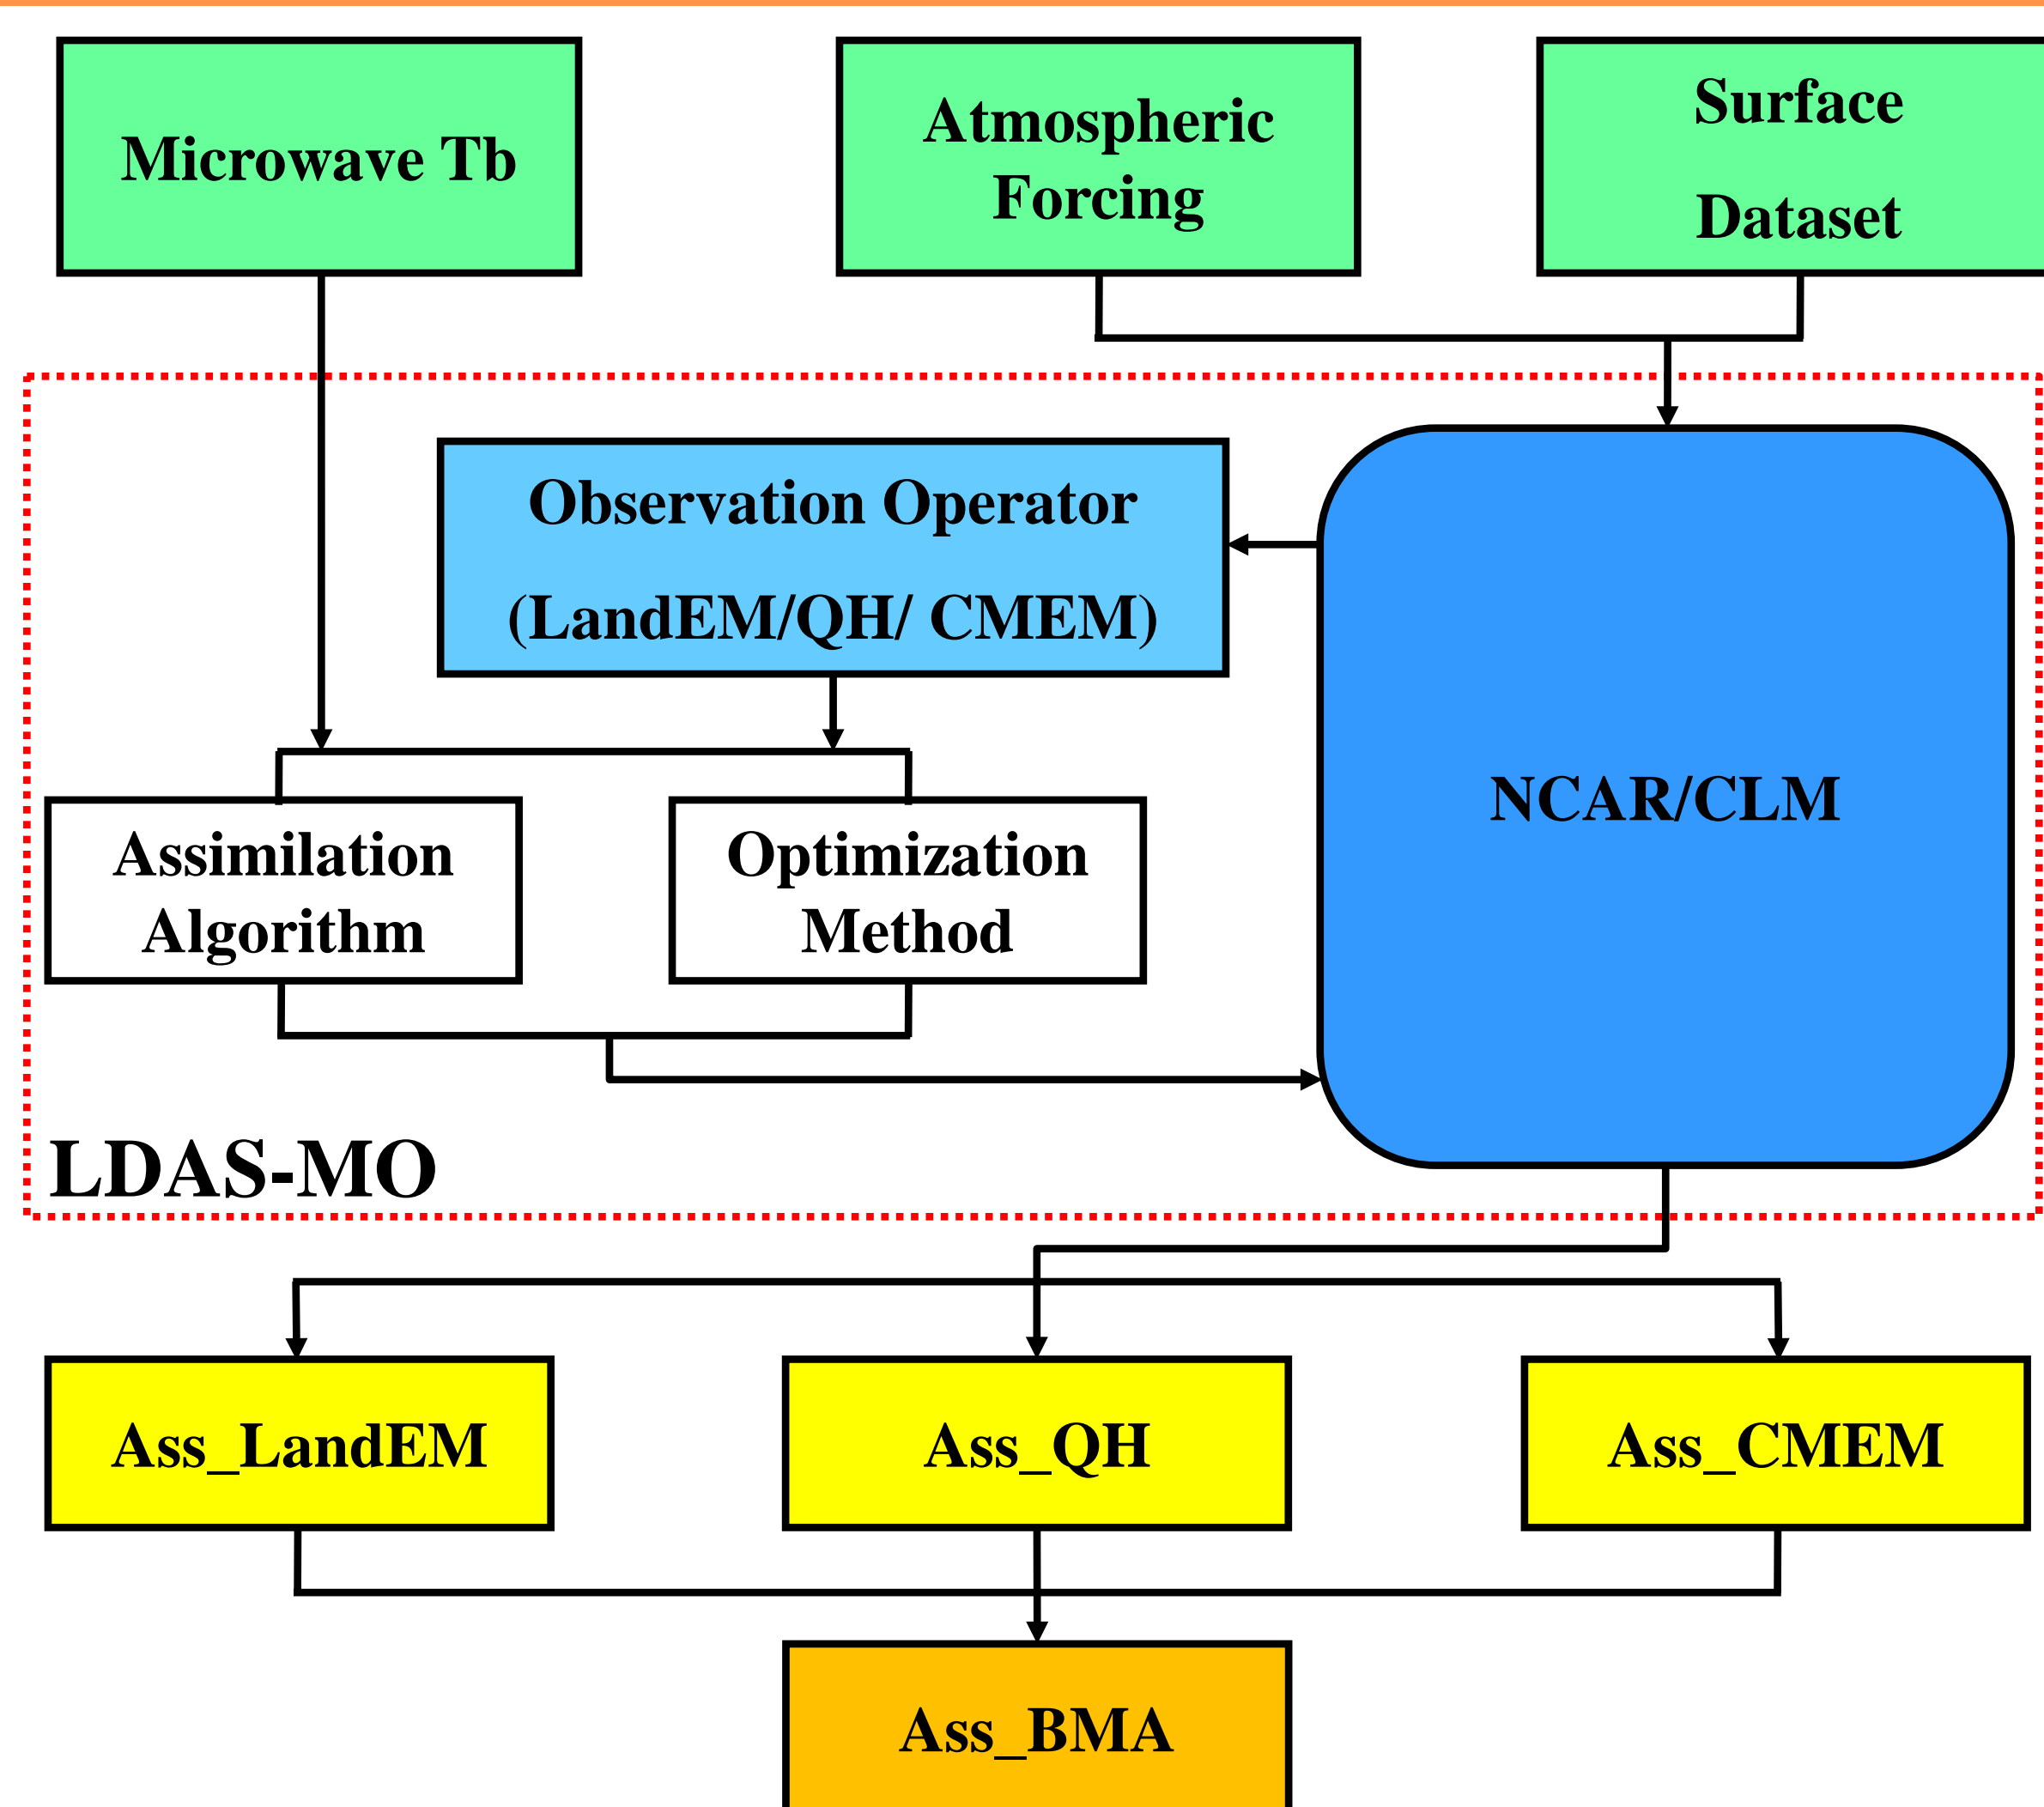 Microwave Tb
Atmospheric
Forcing
Surface
Dataset
Observation Operator
(LandEM/QH/ CMEM)
NCAR/CLM
Assimilation
Algorithm
Optimization
Method
LDAS-MO
Ass_LandEM
Ass_QH
Ass_CMEM
Ass_BMA